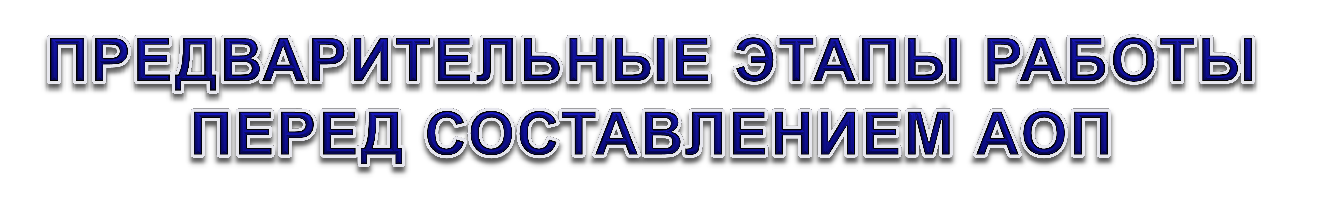 ПРЕДВАРИТЕЛЬНЫЕ ЭТАПЫ РАБОТЫ
ПЕРЕД СОСТАВЛЕНИЕМ АОП